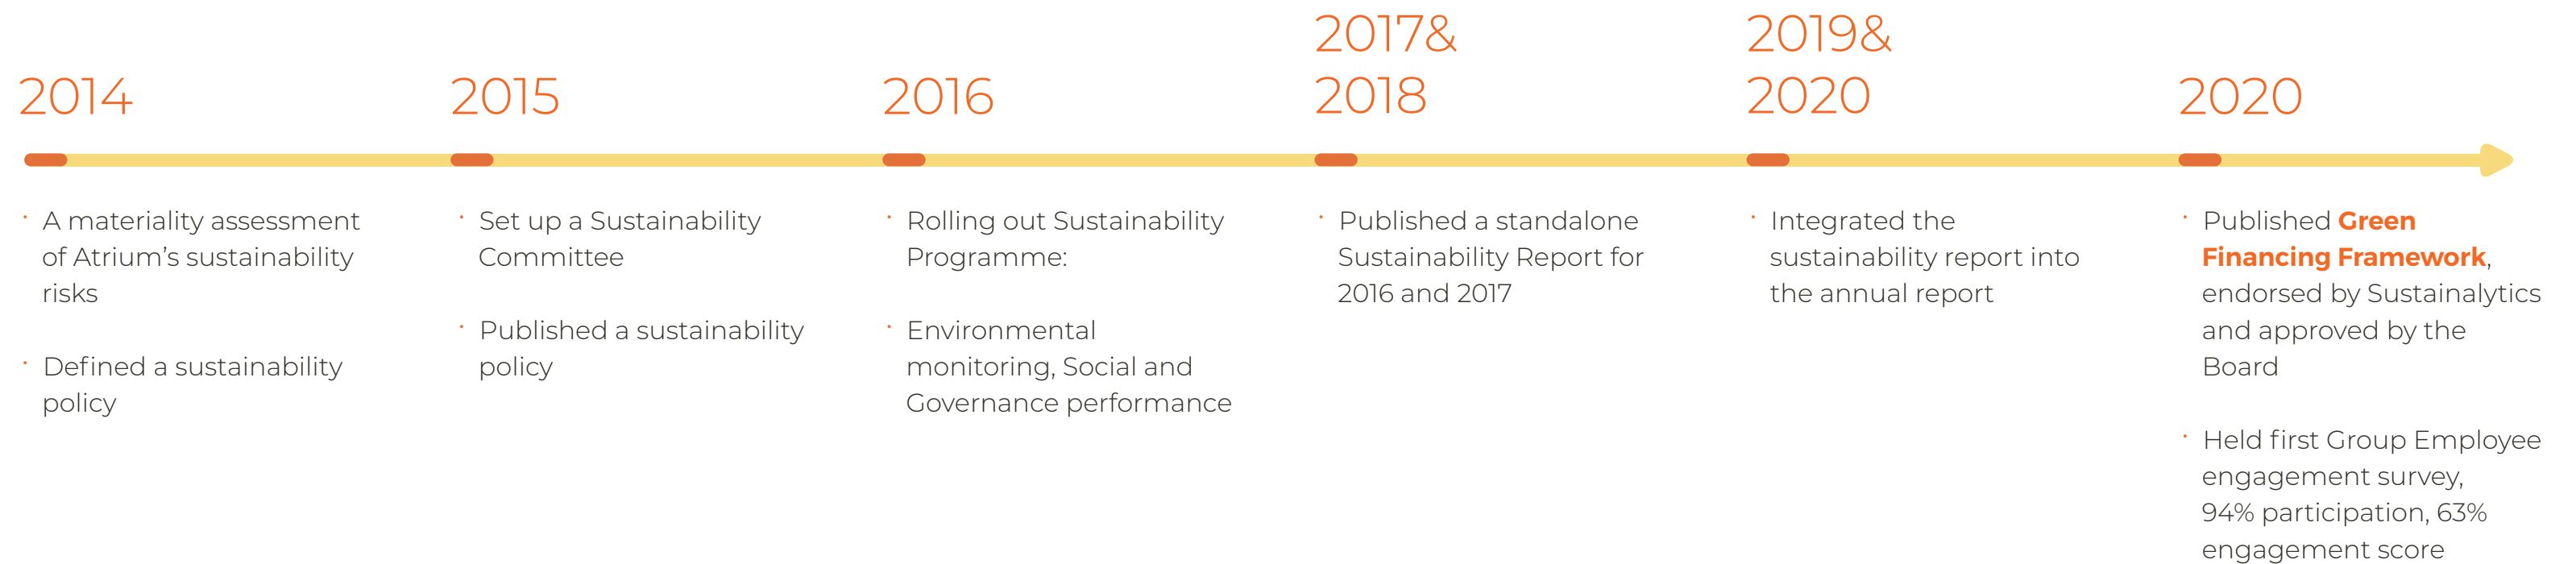 2014
· A materiality assessment
of Atrium’s sustainability
risks
· Defined a sustainability
policy
2015
· Set up a Sustainability
Committee
· Published a sustainability
policy
2016
· Rolling out Sustainability
Programme:
· Environmental
monitoring, Social and
Governance performance
2017&
2018
· Published a standalone
Sustainability Report for
2016 and 2017
2019&
2020
· Integrated the
sustainability report into
the annual report
2020
· Published Green
Financing Framework,
endorsed by Sustainalytics
and approved by the
Board
· Held first Group Employee
engagement survey,
94% participation, 63%
engagement score